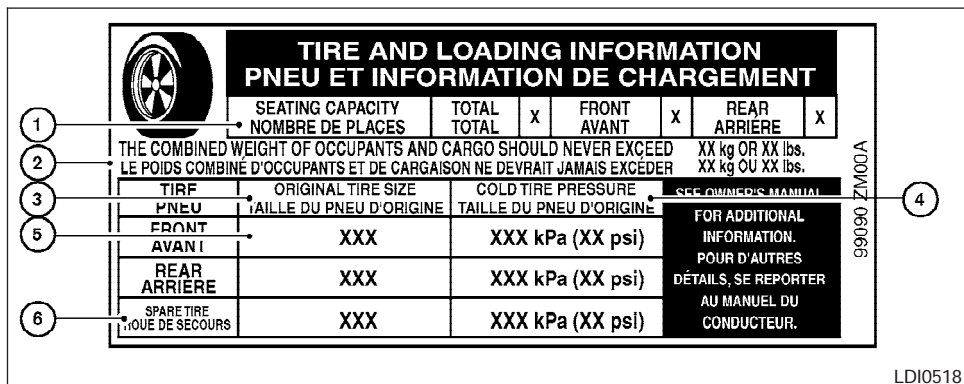 TIRE AND LOADING INFORMATION
PNEU ET INFORMATION DE CHARGEMENT
SEATING CAPACITY
NOMBRE DE PLACES
TOTAL
TOTAL
X
FRONT
AVANT
X
REAR
ARRIÈRE
X
1
THE COMBINED WEIGHT OF OCCUPANTS AND CARGO SHOULD NEVER EXCEED XX kg OR XX lbs.
LE POIDS COMBINÉ D'OCCUPANTS ET DE CARGAISON NE DEVRAIT JAMAIS EXCÉDER XX kg OU XX lbs.
2
TIRE
PNEU
ORIGINAL TIRE SIZE
TAILLE DU PNEU D'ORIGINE
COLD TIRE PRESSURE
TAILLE DU PNEU D'ORIGINE
3
4
SEE OWNER'S MANUAL
FOR ADDITIONAL
INFORMATION.
POUR D'AUTRES
DÉTAILS, SE REPORTER
AU MANUEL DU
CONDUCTEUR.
5
FRONT
AVANT
XXX
XXX kPa (XX psi)
REAR
ARRIÈRE
XXX
XXX kPa (XX psi)
6
SPARE TIRE
ROUE DE SECOURS
XXX
XXX kPa (XX psi)
99090 ZM00A
LDI0518